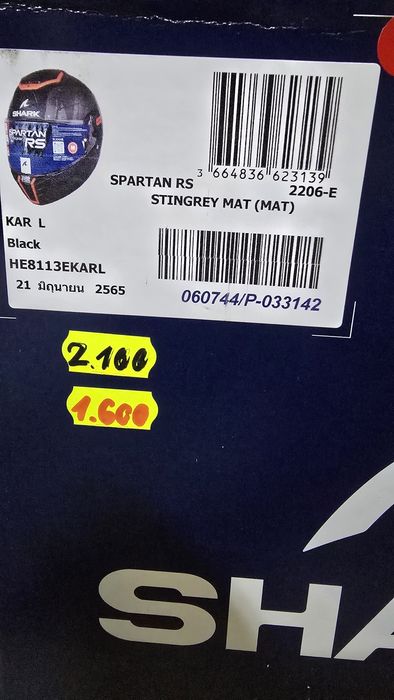 SHARK
SPARTAN
RS
3 664836 623139
SPARTAN RS
2206-E
STINGREY MAT (MAT)
KAR L
Black
HE8113EKARL
21 มิถุนายน 2565
060744/P-033142
2.100
1.600
SHA